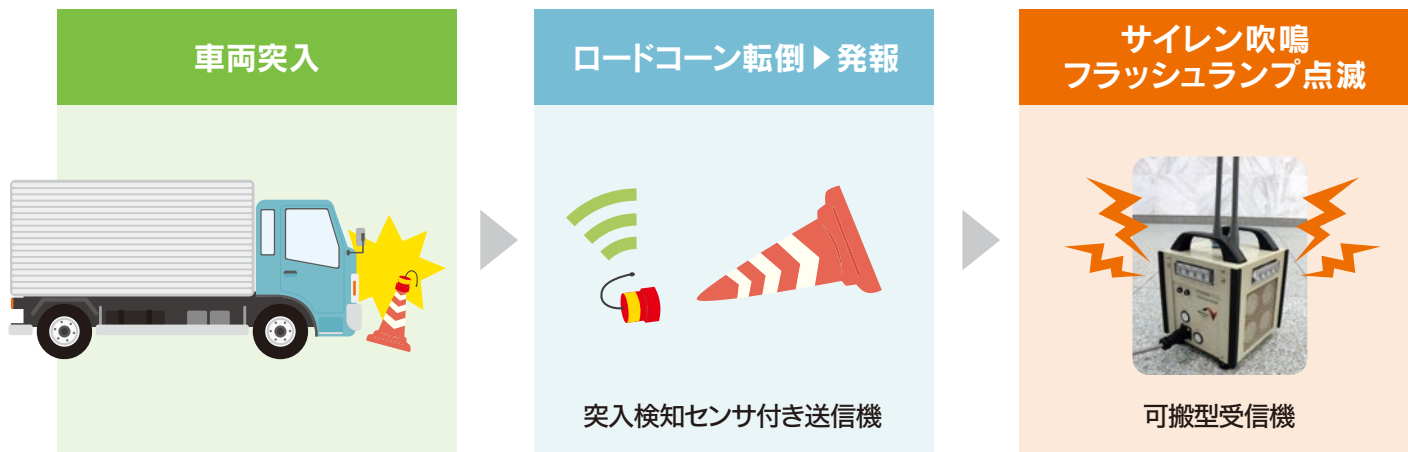 車両突入
ロードコーン転倒▶発報
サイレン吹鳴
フラッシュランプ点滅
突入検知センサ付き送信機
可搬型受信機